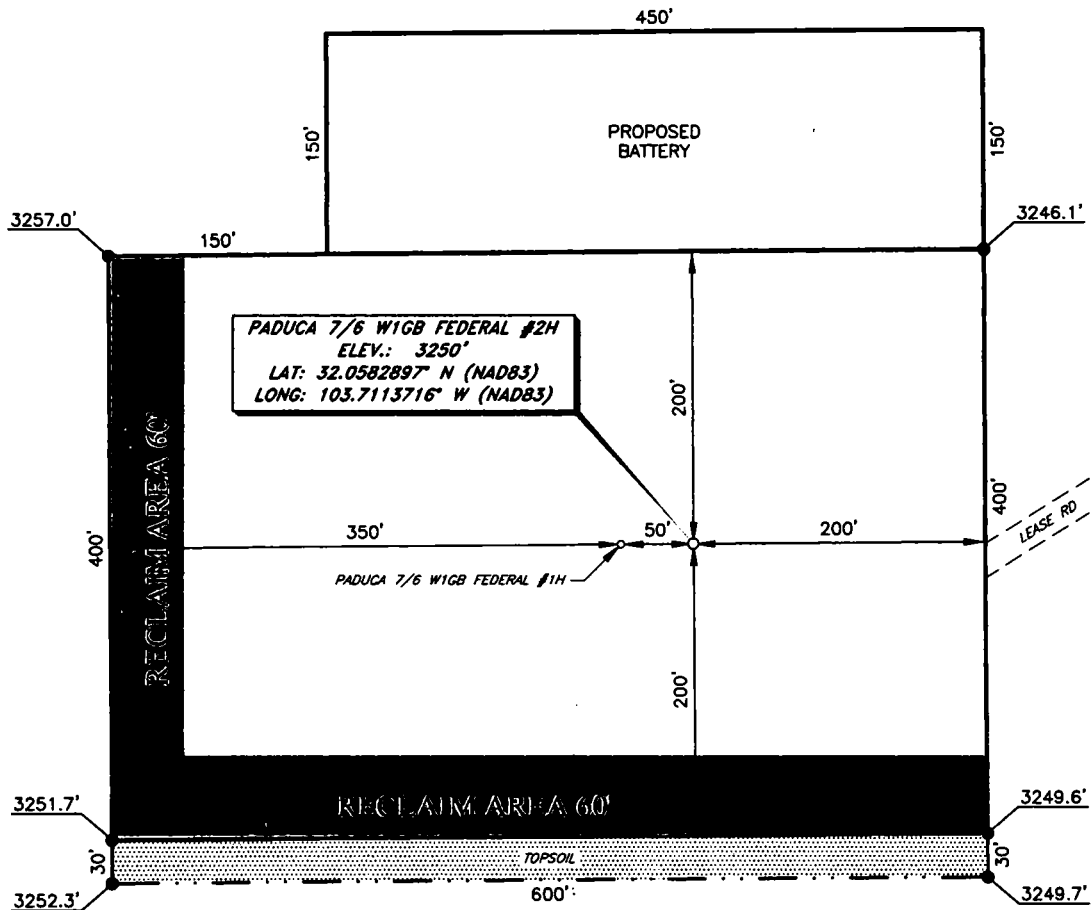 450'
150'
PROPOSED
BATTERY
150'
3257.0'
3246.1'
150'
PADUCA 7/6 W1GB FEDERAL #2H
ELEV.: 3250'
LAT: 32.0582897° N (NAD83)
LONG: 103.7113716° W (NAD83)
200'
RECLAIM AREA 60'
400'
400'
LEASE RD
350'
50'
200'
PADUCA 7/6 W1GB FEDERAL #1H
200'
RECLAIM AREA 60'
3251.7'
3249.6'
30'
TOPSOIL
30'
600'
3252.3'
3249.7'